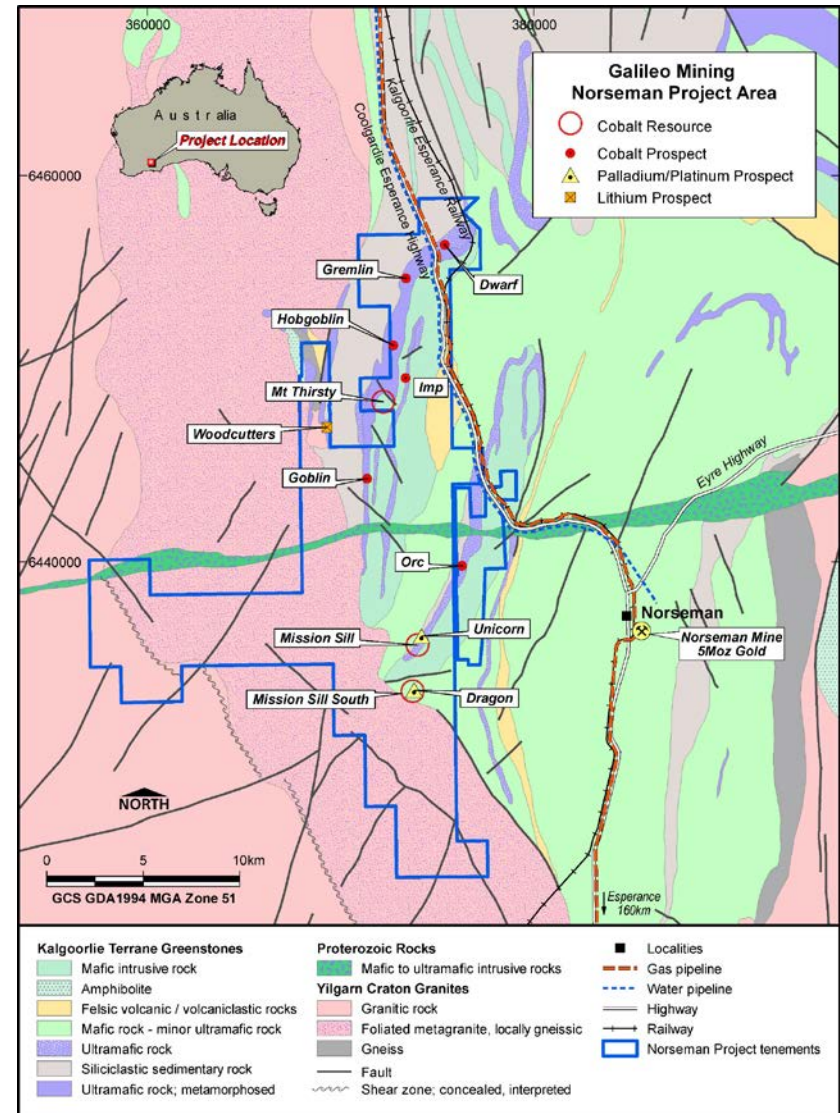 360000
380000
6460000
6440000
Australia
Project Location
Galileo Mining
Norseman Project Area
Cobalt Resource
Cobalt Prospect
Palladium/Platinum Prospect
Lithium Prospect
Kalgoorlie Esperance Railway
Coolgardie Esperance Highway
Gremlin
Dwarf
Hobgoblin
Mt Thirsty
Imp
Woodcutters
Goblin
Eyre Highway
Orc
Unicorn
Norseman
Mission Sill
Norseman Mine
5Moz Gold
Mission Sill South
Dragon
NORTH
0 5 10km
GCS GDA1994 MGA Zone 51
Esperance
160km
Kalgoorlie Terrane Greenstones
Mafic intrusive rock
Amphibolite
Felsic volcanic / volcaniclastic rocks
Mafic rock - minor ultramafic rock
Ultramafic rock
Siliciclastic sedimentary rock
Ultramafic rock; metamorphosed
Proterozoic Rocks
Mafic to ultramafic intrusive rocks
Yilgarn Craton Granites
Granitic rock
Foliated metagranite, locally gneissic
Gneiss
Fault
Shear zone; concealed, interpreted
Localities
Gas pipeline
Water pipeline
Highway
Railway
Norseman Project tenements